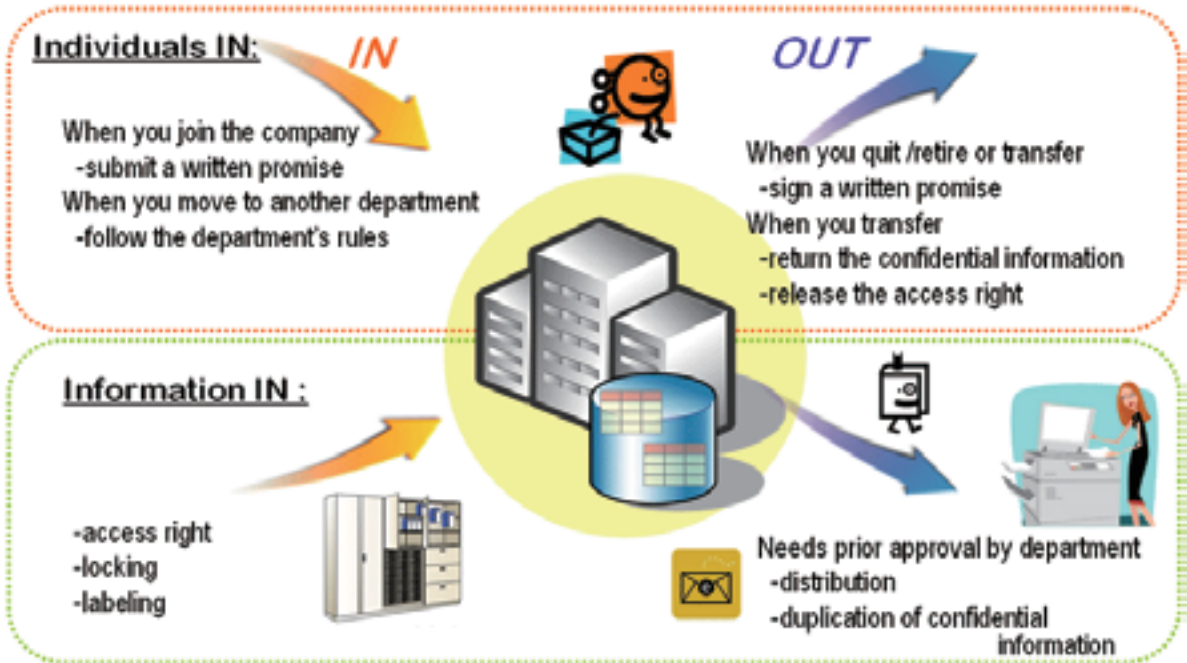 Individuals IN:
IN
When you join the company
-submit a written promise
When you move to another department
-follow the department's rules
OUT
When you quit /retire or transfer
-sign a written promise
When you transfer
-return the confidential information
-release the access right
Information IN :
-access right
-locking
-labeling
Needs prior approval by department
-distribution
-duplication of confidential
information